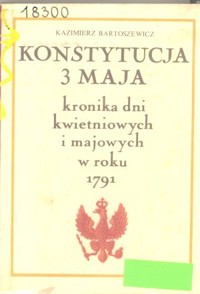 18300
KAZIMIERZ BARTOSZEWICZ
KONSTYTUCJA
3 MAJA
kronika dni
kwietniowych
i majowych
w roku
1791